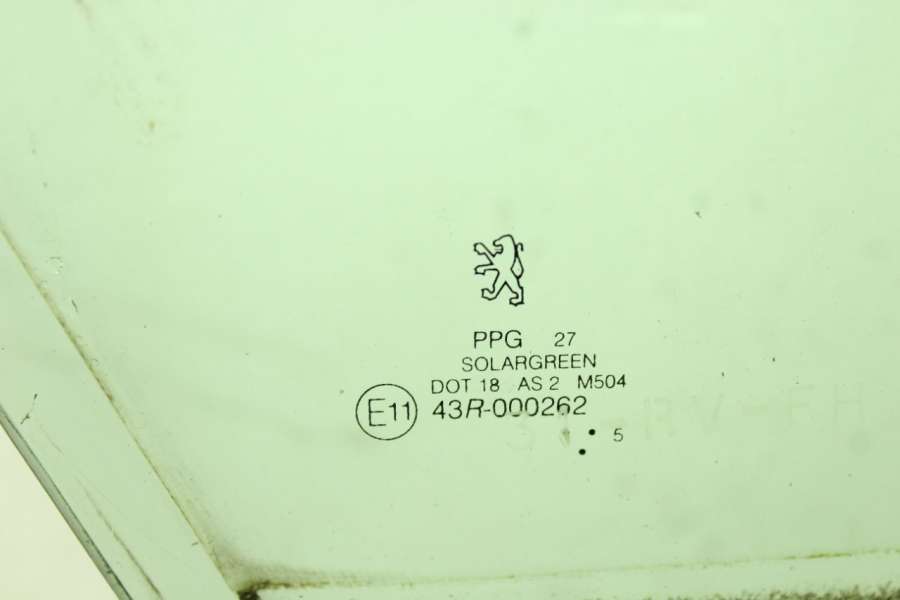 PPG 27
SOLARGREEN
DOT 18 AS 2 M504
E11 43R-000262
5